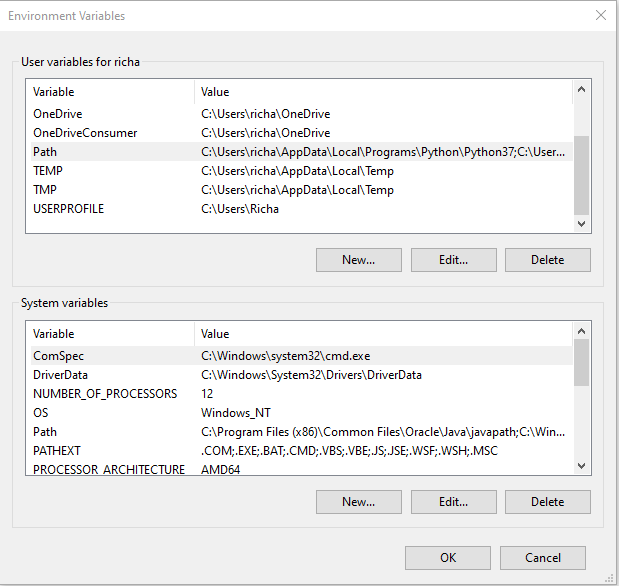 Environment Variables
User variables for richa
Variable Value
OneDrive C:\Users\richa\OneDrive
OneDriveConsumer C:\Users\richa\OneDrive
Path C:\Users\richa\AppData\Local\Programs\Python\Python37;C:\User...
TEMP C:\Users\richa\AppData\Local\Temp
TMP C:\Users\richa\AppData\Local\Temp
USERPROFILE C:\Users\Richa
New... Edit... Delete
System variables
Variable Value
ComSpec C:\Windows\system32\cmd.exe
DriverData C:\Windows\System32\Drivers\DriverData
NUMBER_OF_PROCESSORS 12
OS Windows_NT
Path C:\Program Files (x86)\Common Files\Oracle\Java\javapath;C:\Win...
PATHEXT .COM;.EXE;.BAT;.CMD;.VBS;.VBE;.JS;.JSE;.WSF;.WSH;.MSC
PROCESSOR_ARCHITECTURE AMD64
New... Edit... Delete
OK Cancel